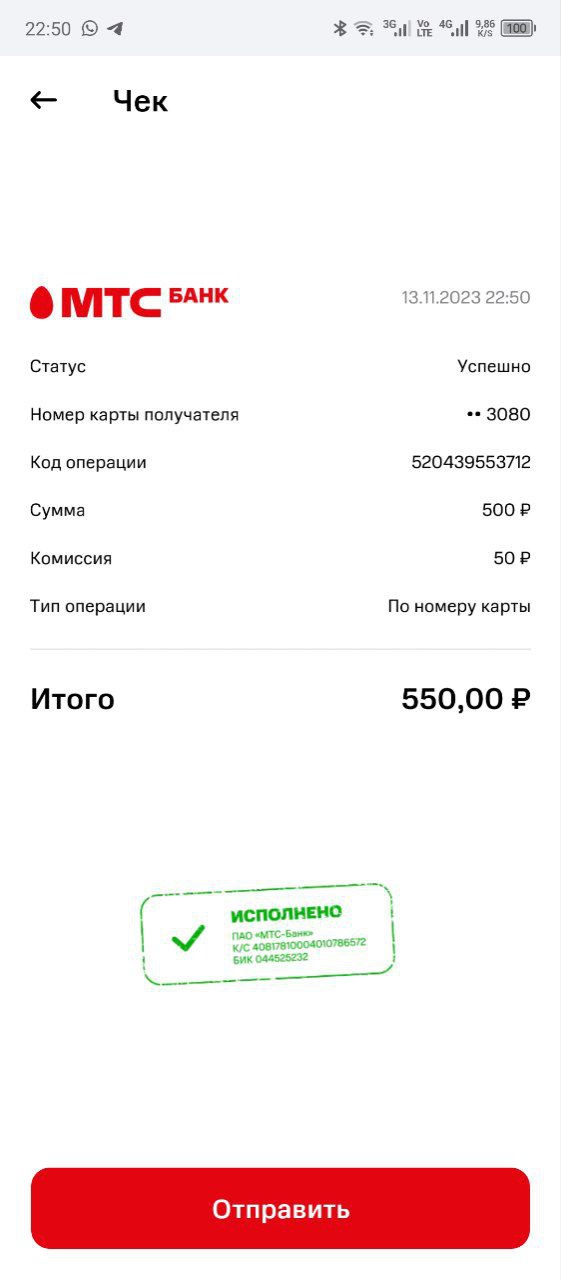 22:50 3G Vo LTE 4G 9,86 K/S 100
Чек
МТС БАНК 13.11.2023 22:50
Статус Успешно
Номер карты получателя •• 3080
Код операции 520439553712
Сумма 500 ₽
Комиссия 50 ₽
Тип операции По номеру карты
Итого 550,00 ₽
ИСПОЛНЕНО
ПАО «МТС-Банк»
К/С 40817810004010786572
БИК 044525232
Отправить